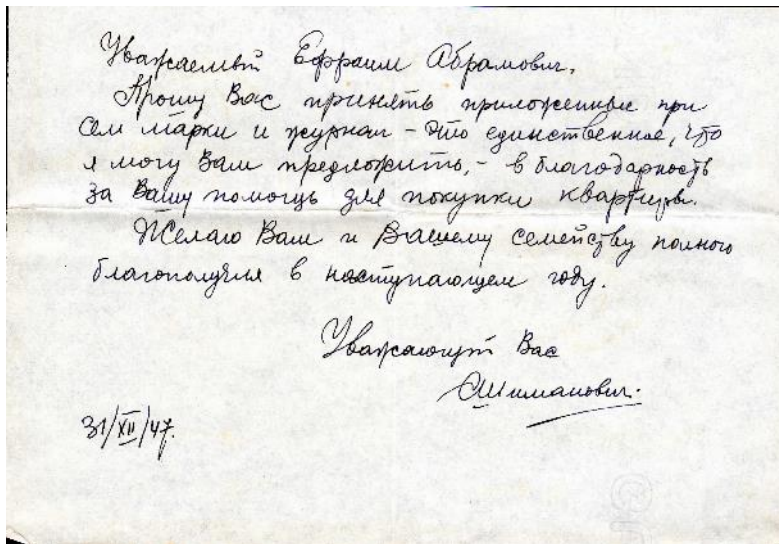 Уважаемый Ефраим Абрамович.
Прошу Вас принять приложенные при
сем марки и журнал – это единственное, что
я могу Вам предложить, – в благодарность
за Вашу помощь для покупки квартиры.
Желаю Вам и Вашему семейству полного
благополучия в наступающем году.
Уважающий Вас
Шиманович.
31/XII/47.